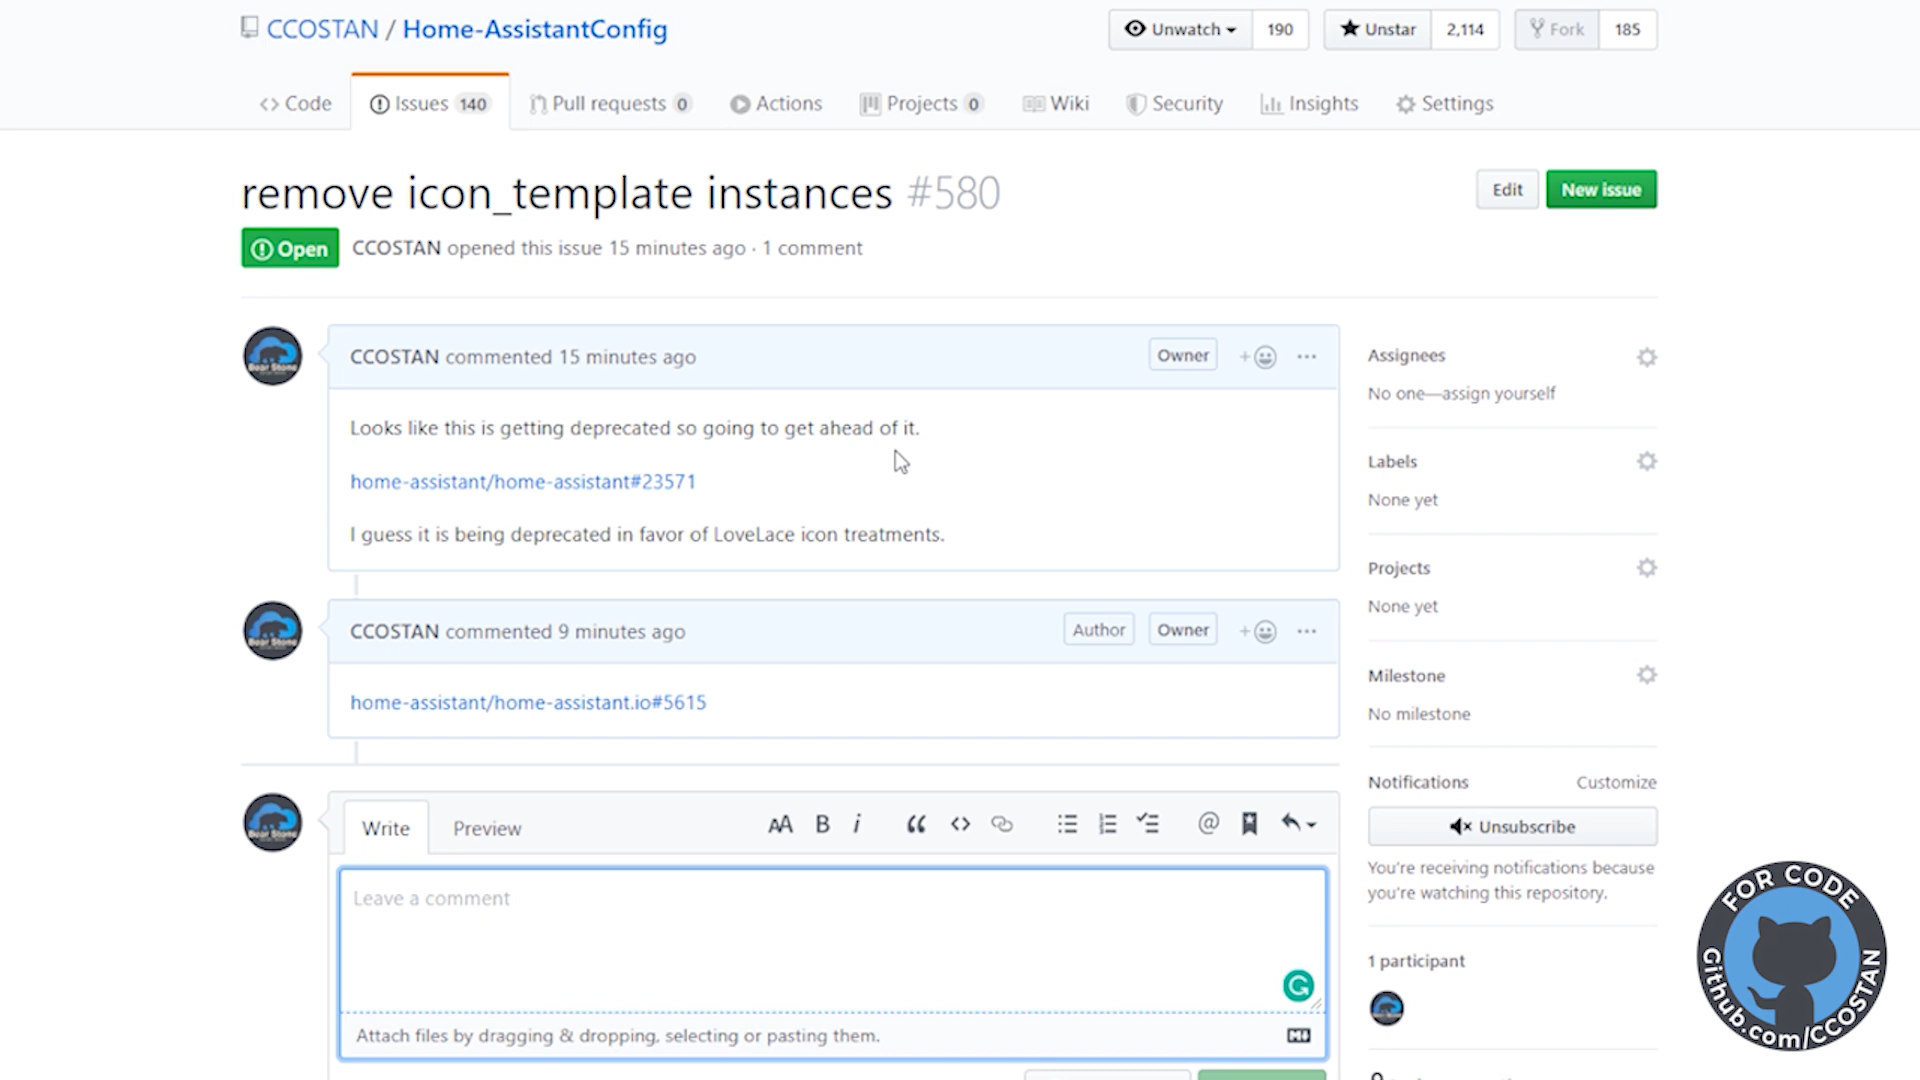 CCOSTAN / Home-AssistantConfig
Unwatch 190
Unstar 2,114
Fork 185
Code
Issues 140
Pull requests 0
Actions
Projects 0
Wiki
Security
Insights
Settings
remove icon_template instances #580
Edit
New issue
Open
CCOSTAN opened this issue 15 minutes ago · 1 comment
CCOSTAN commented 15 minutes ago
Owner
Looks like this is getting deprecated so going to get ahead of it.
home-assistant/home-assistant#23571
I guess it is being deprecated in favor of LoveLace icon treatments.
CCOSTAN commented 9 minutes ago
Author
Owner
home-assistant/home-assistant.io#5615
Write
Preview
Leave a comment
Attach files by dragging & dropping, selecting or pasting them.
Assignees
No one—assign yourself
Labels
None yet
Projects
None yet
Milestone
No milestone
Notifications
Customize
Unsubscribe
You're receiving notifications because
you're watching this repository.
1 participant
FOR CODE
Github.com/CCOSTAN